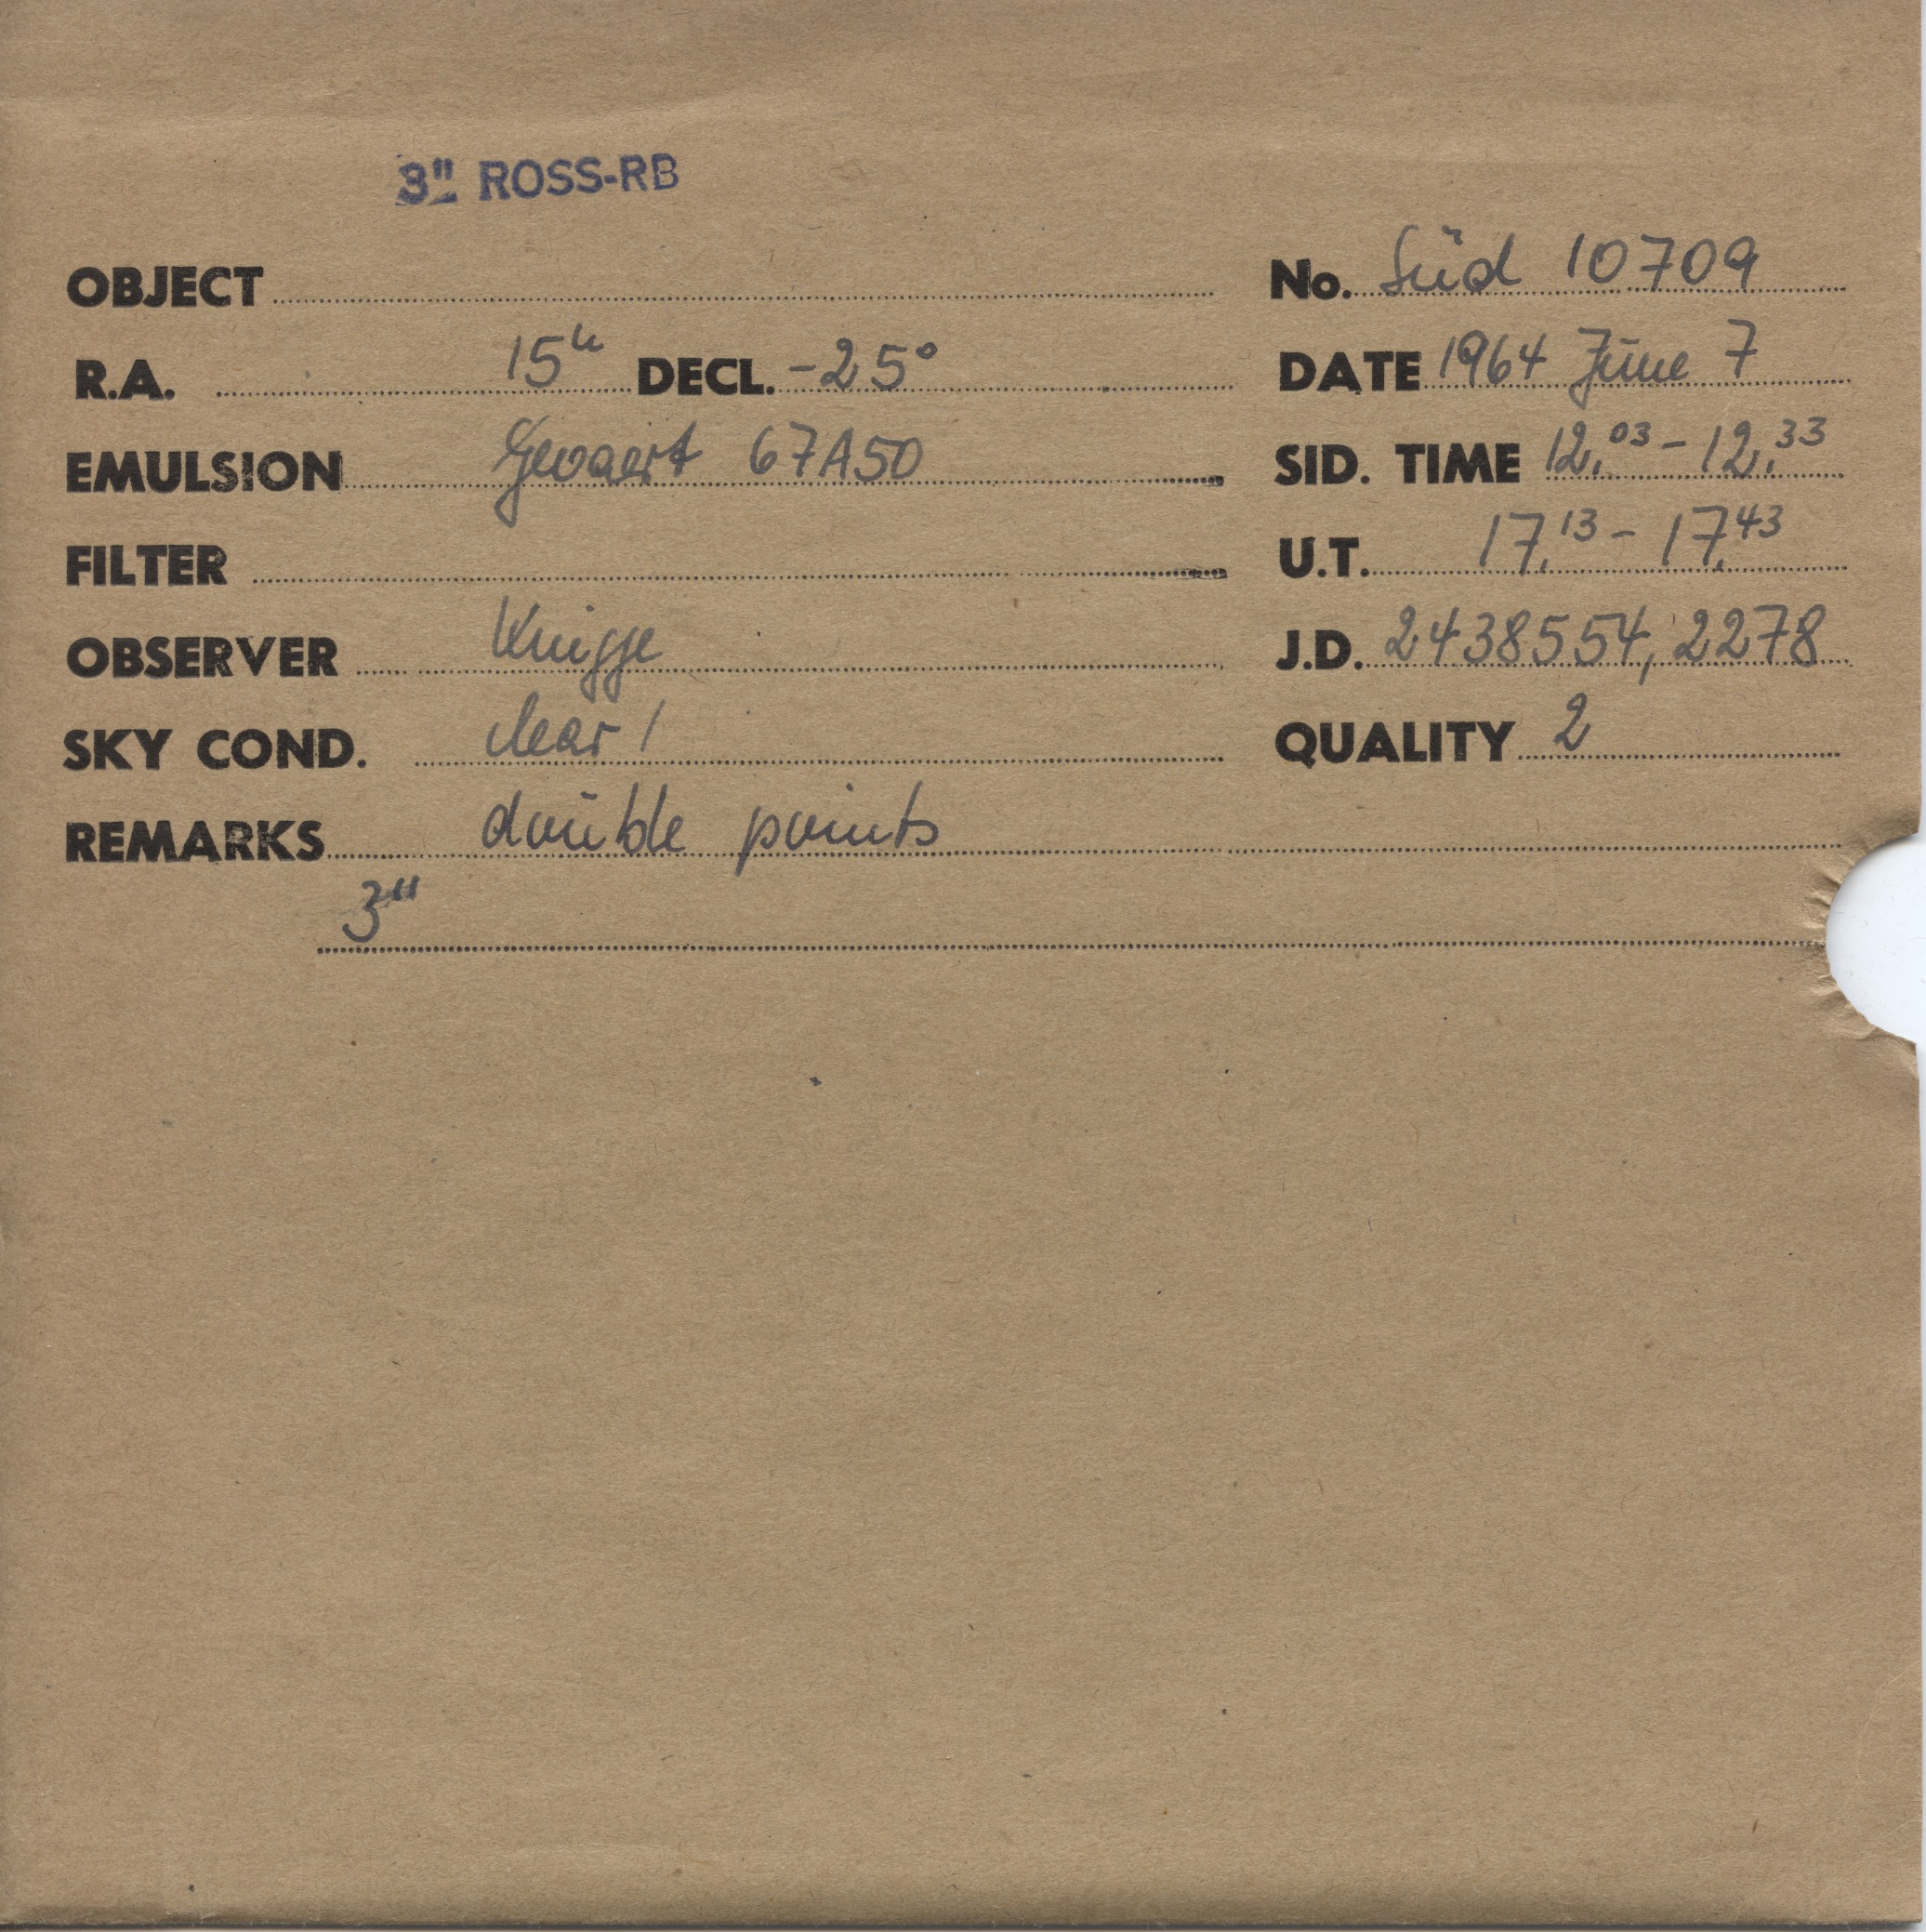 3" ROSS-RB
OBJECT No. Süd 10709
R.A. 15h DECL. -25° DATE 1964 June 7
EMULSION Gevaert 67A50 SID. TIME 12,03 - 12,33
FILTER U.T. 17,13 - 17,43
OBSERVER Knigge J.D. 2438554,2278
SKY COND. clear 1 QUALITY 2
REMARKS double points
3"